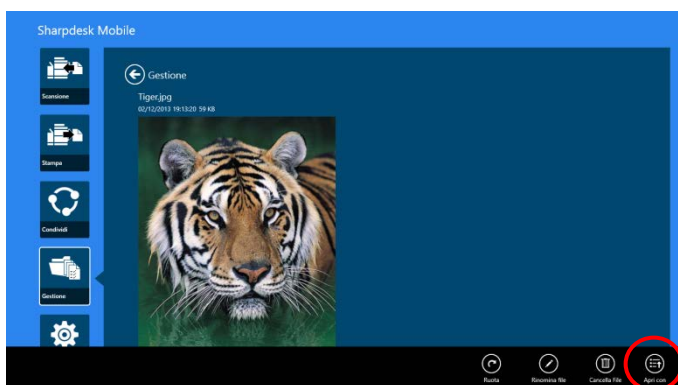 Sharpdesk Mobile
Scansione
Stampa
Condividi
Gestione
Gestione
Tiger.jpg
02/12/2013 19:13:20 59 KB
Ruota
Rinomina file
Cancella File
Apri con